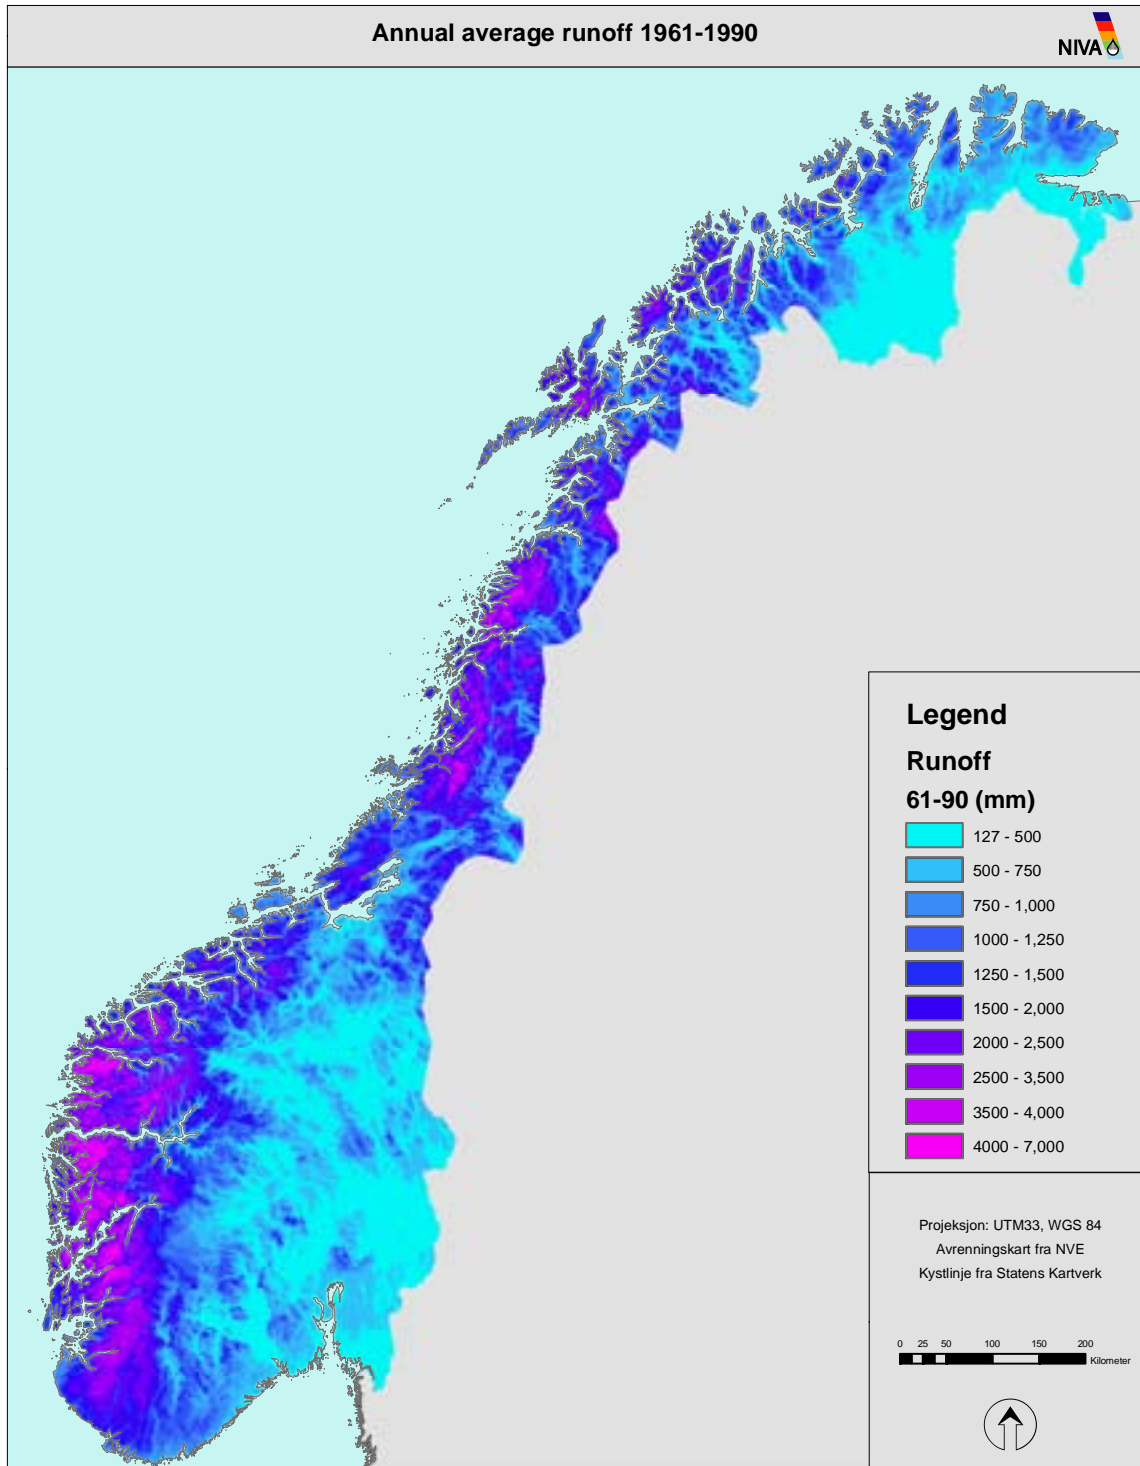 Annual average runoff 1961-1990
NIVA
Legend
Runoff
61-90 (mm)
127 - 500
500 - 750
750 - 1,000
1000 - 1,250
1250 - 1,500
1500 - 2,000
2000 - 2,500
2500 - 3,500
3500 - 4,000
4000 - 7,000
Projeksjon: UTM33, WGS 84
Avrenningskart fra NVE
Kystlinje fra Statens Kartverk
0 25 50 100 150 200
Kilometer